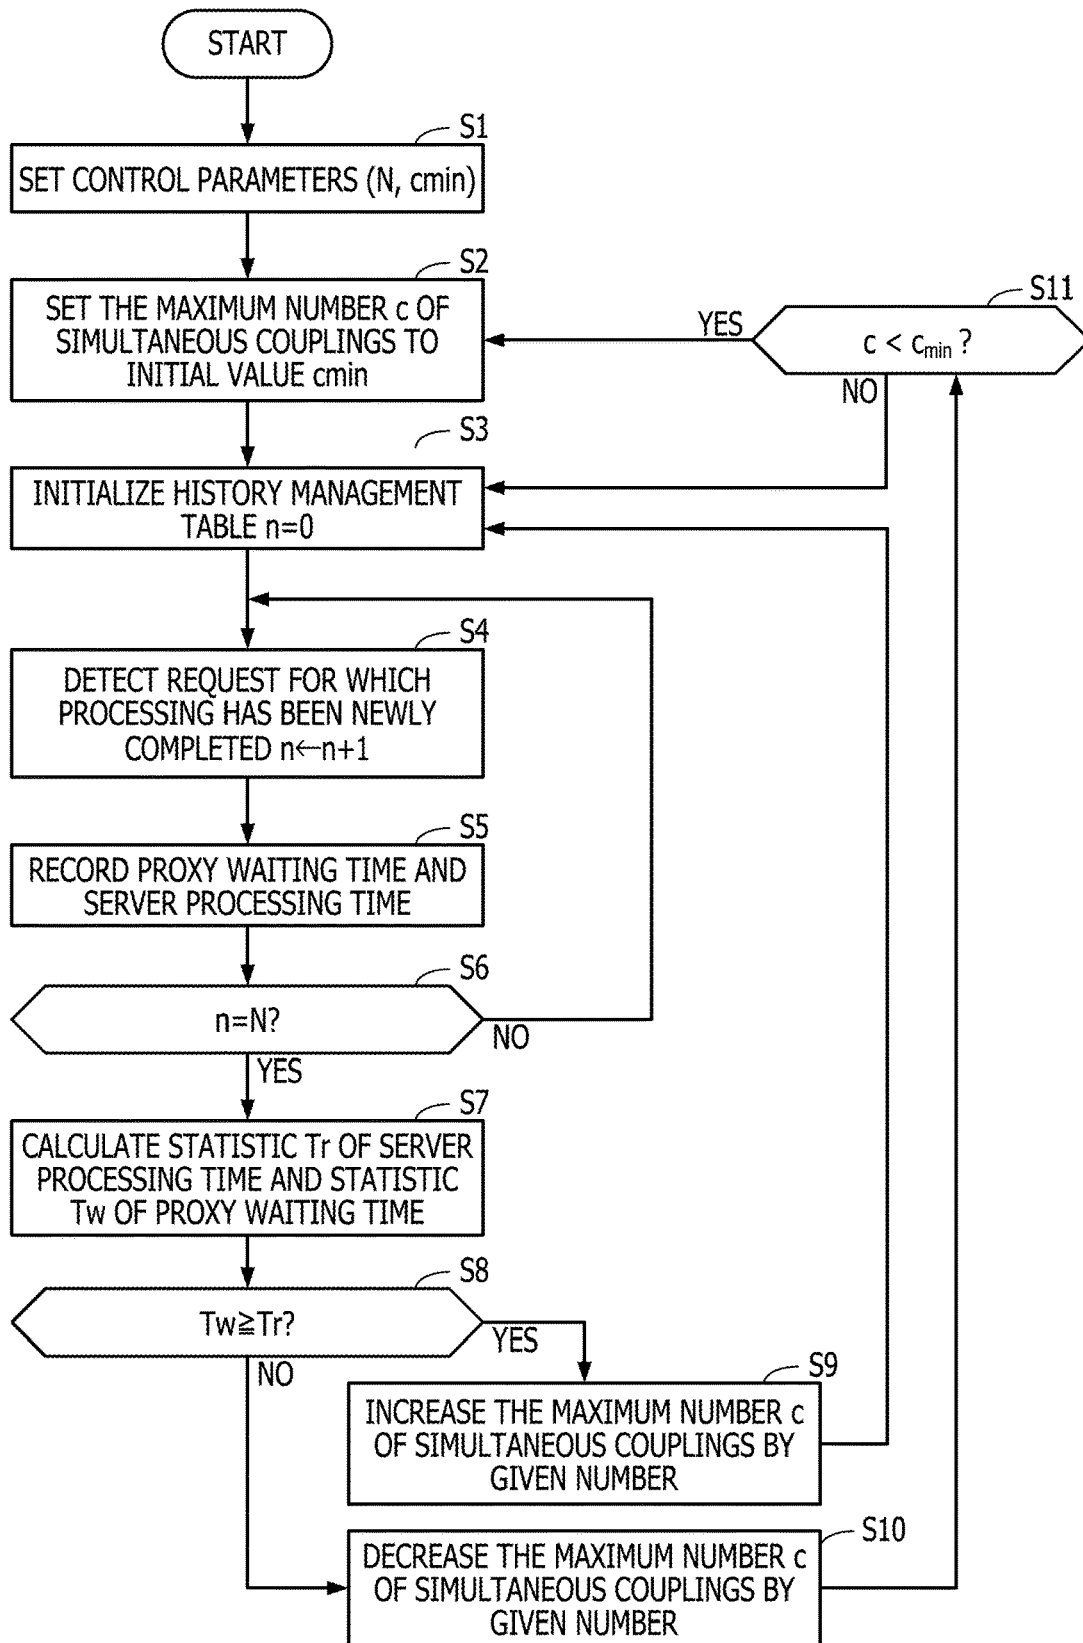 START
S1
SET CONTROL PARAMETERS (N, cmin)
S2
SET THE MAXIMUM NUMBER c OF
SIMULTANEOUS COUPLINGS TO
INITIAL VALUE cmin
S11
YES
c < cmin ?
NO
S3
INITIALIZE HISTORY MANAGEMENT
TABLE n=0
S4
DETECT REQUEST FOR WHICH
PROCESSING HAS BEEN NEWLY
COMPLETED n←n+1
S5
RECORD PROXY WAITING TIME AND
SERVER PROCESSING TIME
S6
n=N?
NO
YES
S7
CALCULATE STATISTIC Tr OF SERVER
PROCESSING TIME AND STATISTIC
Tw OF PROXY WAITING TIME
S8
Tw≧Tr?
YES
NO
S9
INCREASE THE MAXIMUM NUMBER c
OF SIMULTANEOUS COUPLINGS BY
GIVEN NUMBER
S10
DECREASE THE MAXIMUM NUMBER c
OF SIMULTANEOUS COUPLINGS BY
GIVEN NUMBER